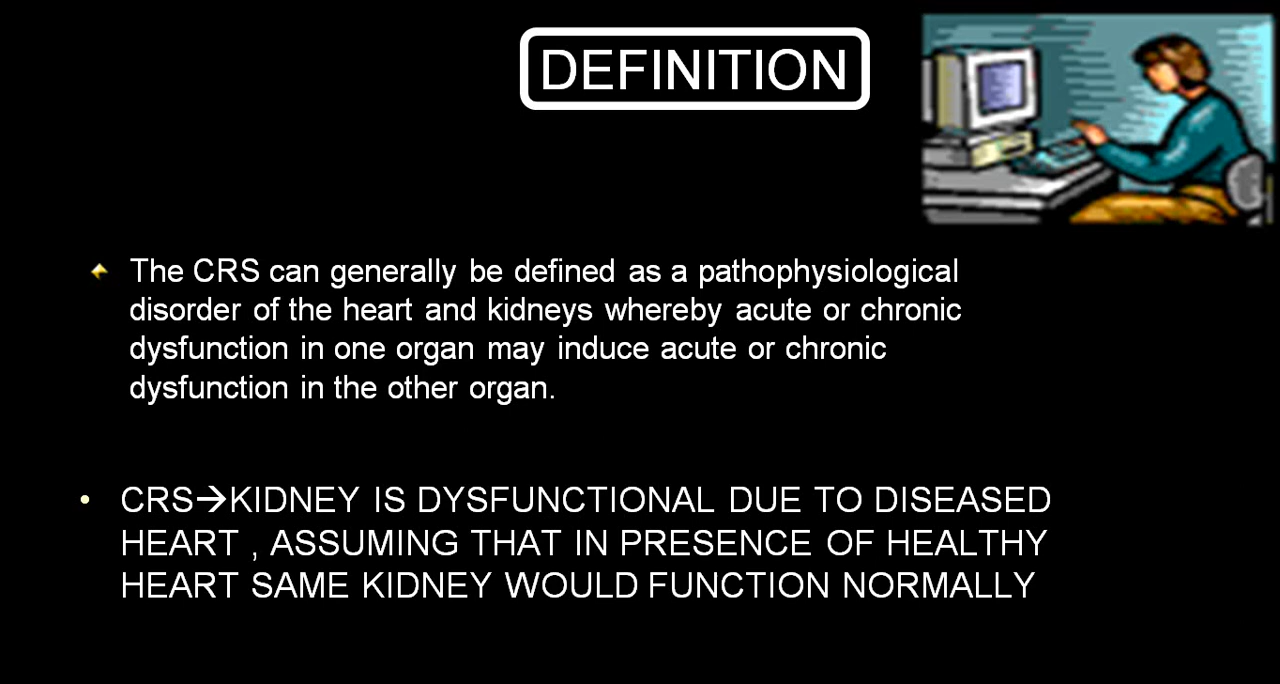 DEFINITION
The CRS can generally be defined as a pathophysiological
disorder of the heart and kidneys whereby acute or chronic
dysfunction in one organ may induce acute or chronic
dysfunction in the other organ.
• CRS→KIDNEY IS DYSFUNCTIONAL DUE TO DISEASED
HEART , ASSUMING THAT IN PRESENCE OF HEALTHY
HEART SAME KIDNEY WOULD FUNCTION NORMALLY